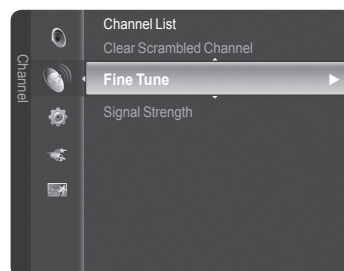 Channel
Channel List
Clear Scrambled Channel
Fine Tune
Signal Strength